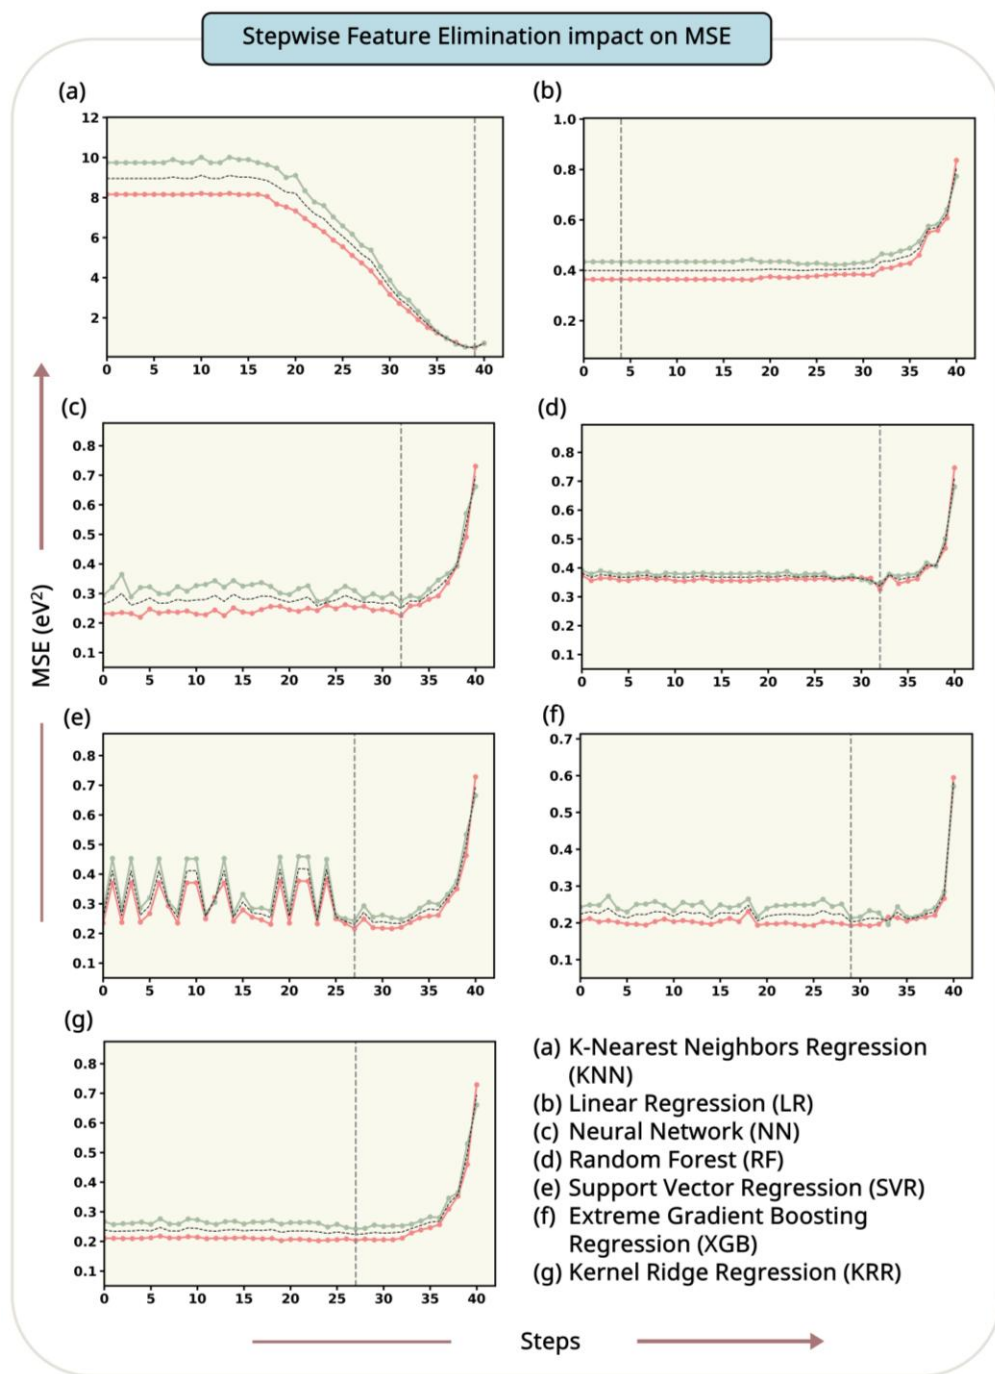 Stepwise Feature Elimination impact on MSE
(a)
12
10
8
6
4
2
0 5 10 15 20 25 30 35 40
(b)
1.0
0.8
0.6
0.4
0.2
0 5 10 15 20 25 30 35 40
(c)
0.8
0.7
0.6
0.5
0.4
0.3
0.2
0.1
0 5 10 15 20 25 30 35 40
(d)
0.8
0.7
0.6
0.5
0.4
0.3
0.2
0.1
0 5 10 15 20 25 30 35 40
MSE (eV²)
(e)
0.8
0.7
0.6
0.5
0.4
0.3
0.2
0.1
0 5 10 15 20 25 30 35 40
(f)
0.7
0.6
0.5
0.4
0.3
0.2
0.1
0 5 10 15 20 25 30 35 40
(g)
0.8
0.7
0.6
0.5
0.4
0.3
0.2
0.1
0 5 10 15 20 25 30 35 40
(a) K-Nearest Neighbors Regression
(KNN)
(b) Linear Regression (LR)
(c) Neural Network (NN)
(d) Random Forest (RF)
(e) Support Vector Regression (SVR)
(f) Extreme Gradient Boosting
Regression (XGB)
(g) Kernel Ridge Regression (KRR)
Steps